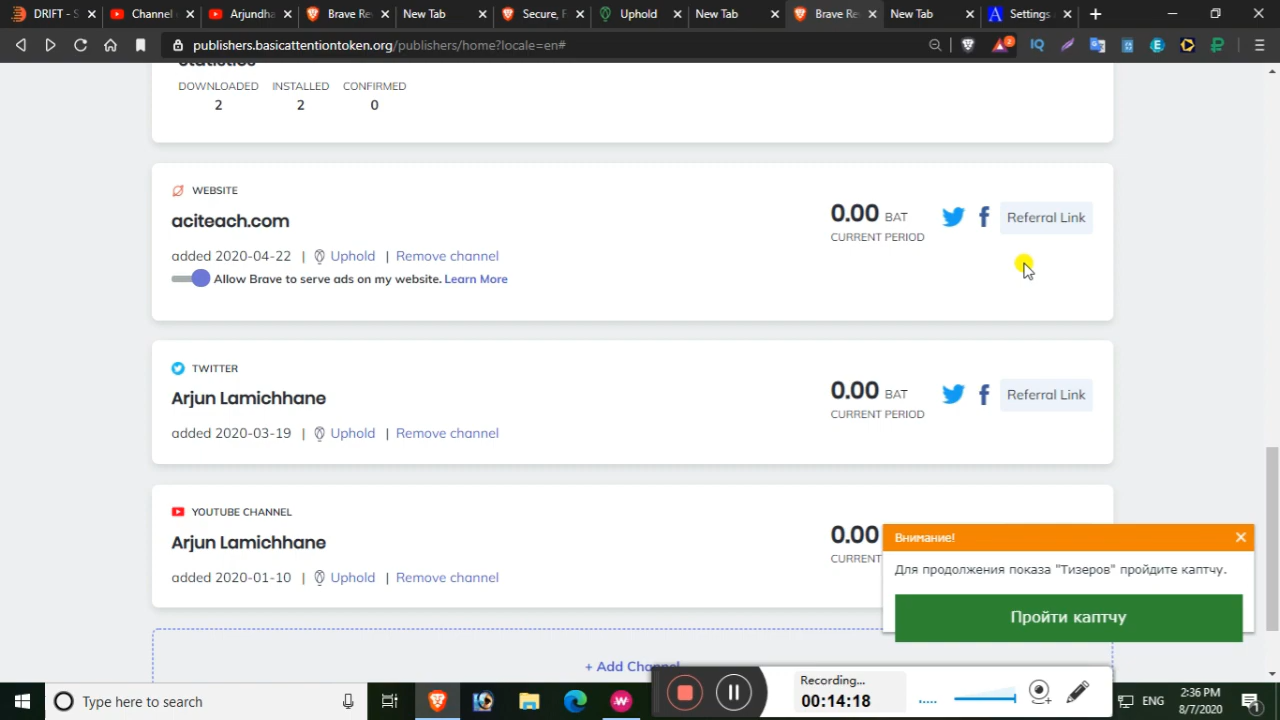 DRIFT - S
Channel c
Arjundha
Brave Re
New Tab
Secure, F
Uphold
New Tab
Brave Re
New Tab
Settings
publishers.basicattentiontoken.org/publishers/home?locale=en#
2
IQ
E
Statistics
DOWNLOADED INSTALLED CONFIRMED
2 2 0
WEBSITE
aciteach.com
added 2020-04-22 | Uphold | Remove channel
Allow Brave to serve ads on my website. Learn More
0.00 BAT
CURRENT PERIOD
Referral Link
TWITTER
Arjun Lamichhane
added 2020-03-19 | Uphold | Remove channel
0.00 BAT
CURRENT PERIOD
Referral Link
YOUTUBE CHANNEL
Arjun Lamichhane
added 2020-01-10 | Uphold | Remove channel
0.00
CURRENT
Внимание!
Для продолжения показа "Тизеров" пройдите каптчу.
Пройти каптчу
+ Add Channel
Recording...
00:14:18
Type here to search
ENG
2:36 PM
8/7/2020
1